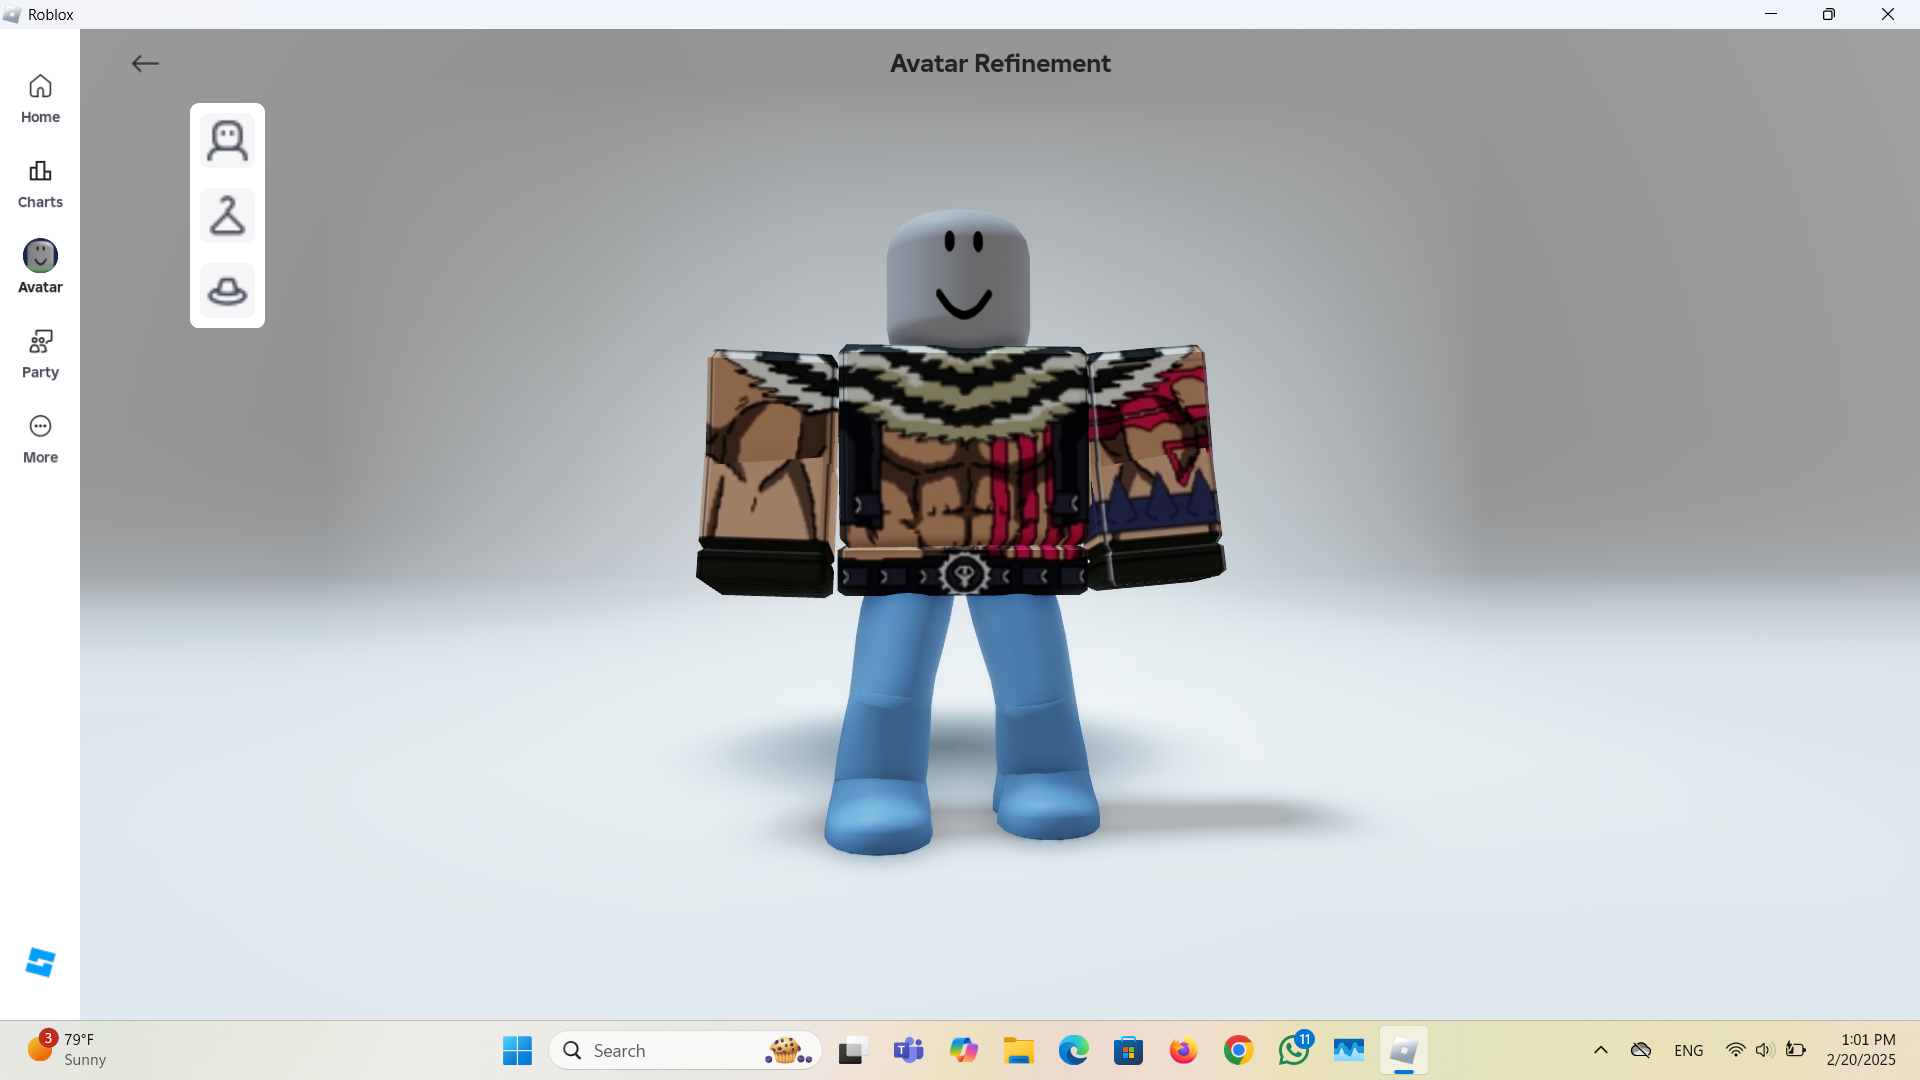 Roblox
Avatar Refinement
Home
Charts
Avatar
Party
More
3
79°F
Sunny
Search
11
ENG
1:01 PM
2/20/2025